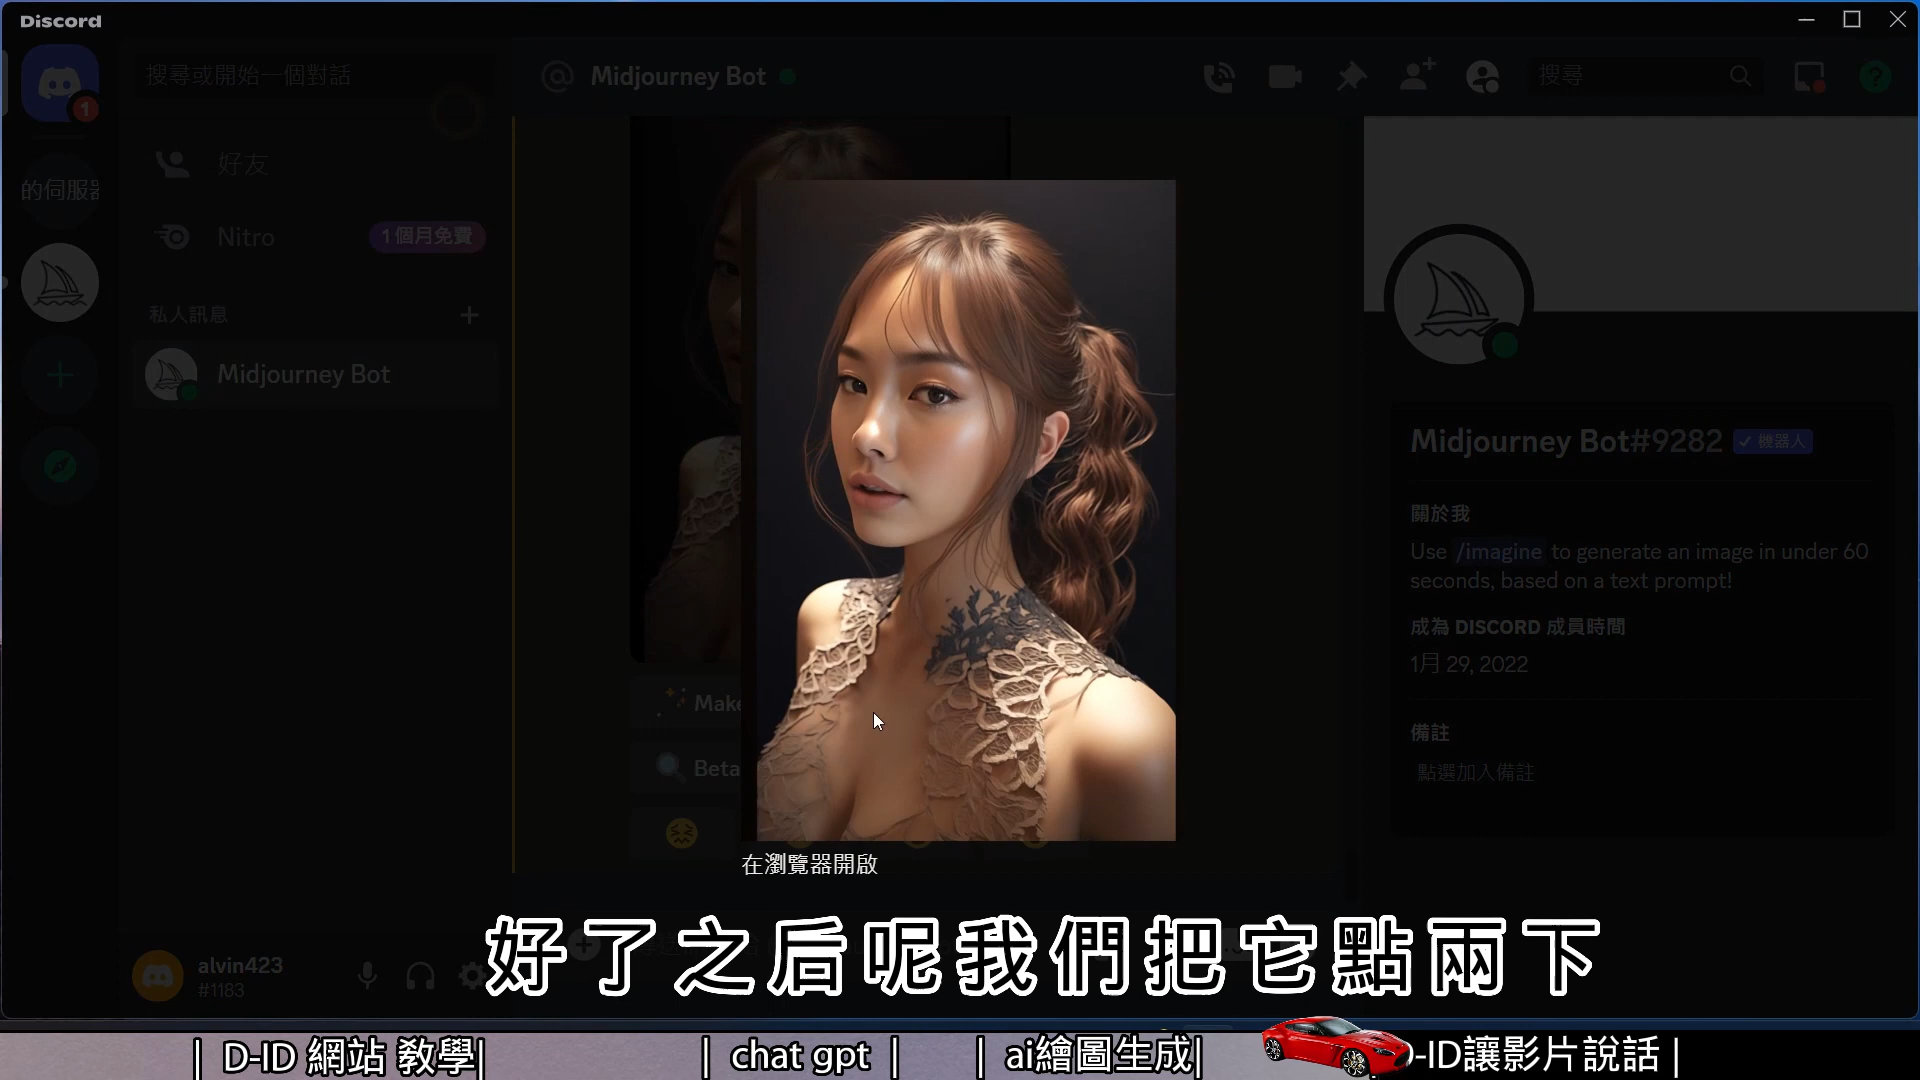 Discord
搜尋或開始一個對話
Midjourney Bot
搜尋
1
好友
的伺服器
Nitro
1 個月免費
私人訊息
Midjourney Bot
Midjourney Bot#9282
機器人
關於我
Use /imagine to generate an image in under 60
seconds, based on a text prompt!
成為 DISCORD 成員時間
1月 29, 2022
備註
點選加入備註
Make
Beta
在瀏覽器開啟
alvin423
#1183
好了之后呢我們把它點兩下
| D-ID 網站 教學|
| chat gpt |
| ai繪圖生成|
-ID讓影片說話 |